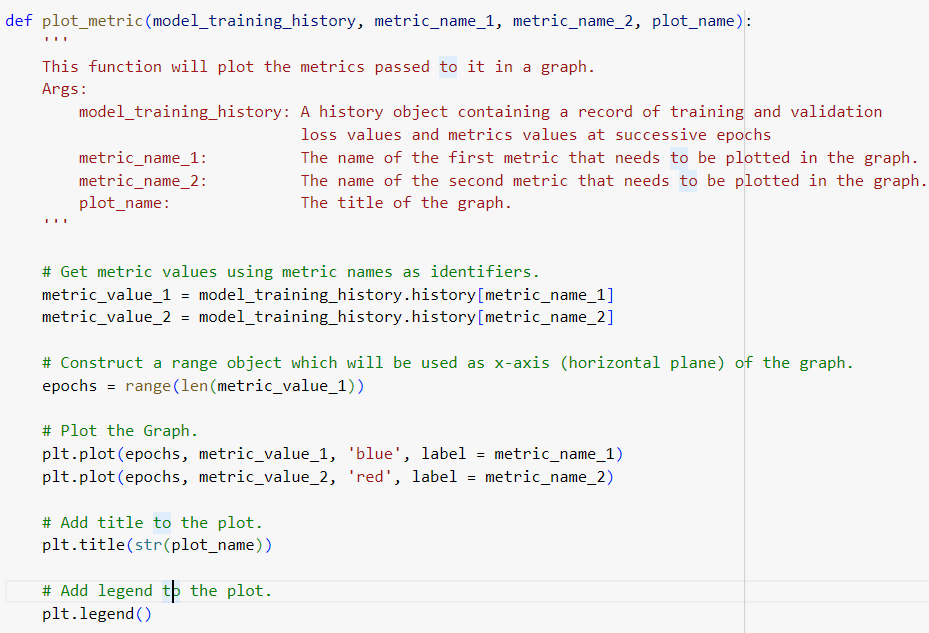 def plot_metric(model_training_history, metric_name_1, metric_name_2, plot_name):
    '''
    This function will plot the metrics passed to it in a graph.
    Args:
        model_training_history: A history object containing a record of training and validation
                                loss values and metrics values at successive epochs
        metric_name_1:          The name of the first metric that needs to be plotted in the graph.
        metric_name_2:          The name of the second metric that needs to be plotted in the graph.
        plot_name:              The title of the graph.
    '''

    # Get metric values using metric names as identifiers.
    metric_value_1 = model_training_history.history[metric_name_1]
    metric_value_2 = model_training_history.history[metric_name_2]

    # Construct a range object which will be used as x-axis (horizontal plane) of the graph.
    epochs = range(len(metric_value_1))

    # Plot the Graph.
    plt.plot(epochs, metric_value_1, 'blue', label = metric_name_1)
    plt.plot(epochs, metric_value_2, 'red', label = metric_name_2)

    # Add title to the plot.
    plt.title(str(plot_name))

    # Add legend to the plot.
    plt.legend()